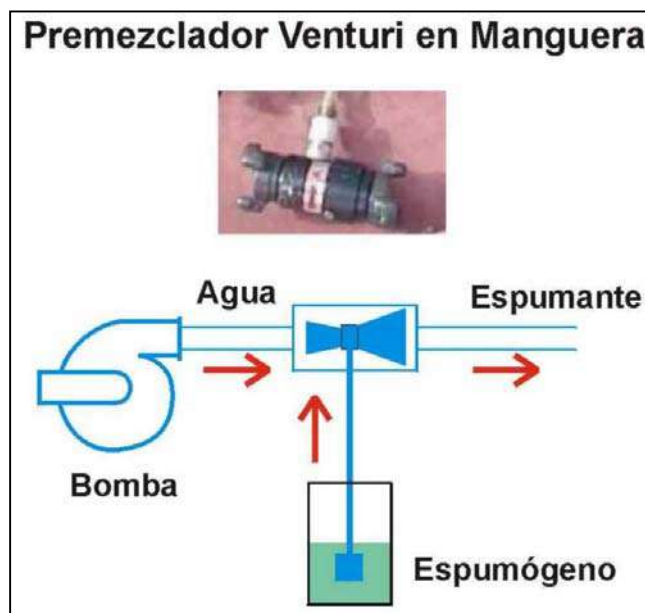 Premezclador Venturi en Manguera
Agua
Espumante
Bomba
Espumógeno